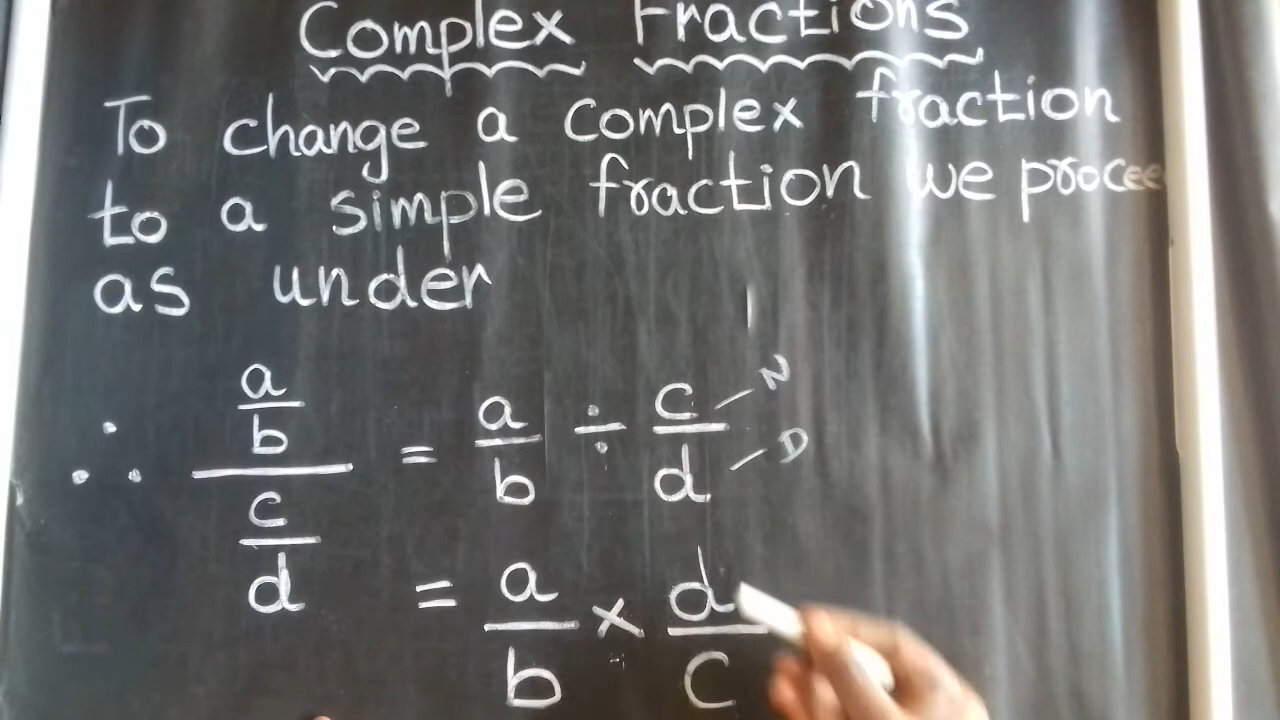 Complex Fractions
To change a complex fraction
to a simple fraction we procee
as under
∴ (a/b)/(c/d) = a/b ÷ c/d — N — D
= a/b × d/c